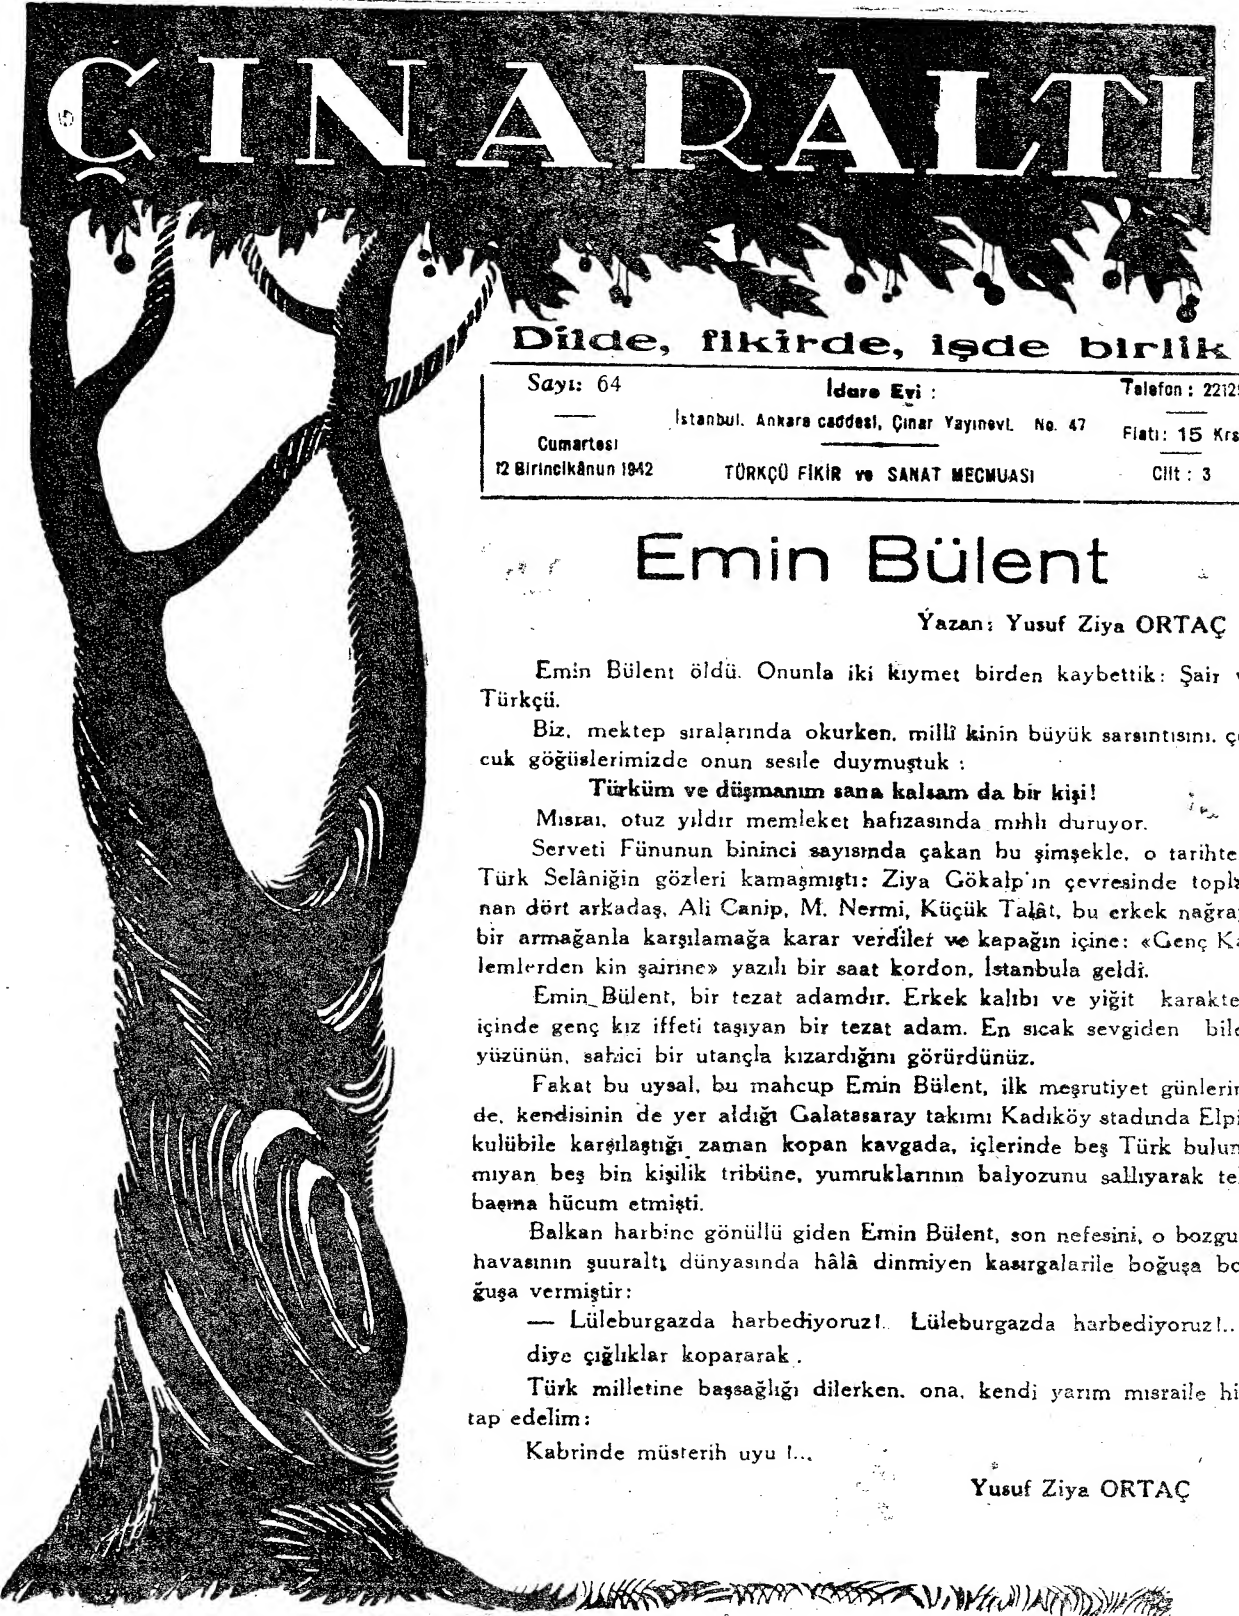 ÇINARALTI
Dilde, fikirde, işde birlik
Sayı: 64
Cumartesi
12 Birincikânun 1942
İdare Evi :
İstanbul. Ankara caddesi, Çınar Yayınevi. No. 47
TÜRKÇÜ FİKİR ve SANAT MECMUASI
Telefon : 2212
Fiatı: 15 Krş
Cilt : 3
Emin Bülent
Yazan: Yusuf Ziya ORTAÇ
Emin Bülent öldü. Onunla iki kıymet birden kaybettik: Şair
Türkçü.
Biz, mektep sıralarında okurken, millî kinin büyük sarsıntısını, ço
cuk göğüslerimizde onun sesile duymuştuk :
Türküm ve düşmanım sana kalsam da bir kişi!
Mısraı, otuz yıldır memleket hafızasında mıhlı duruyor.
Serveti Fünunun bininci sayısında çakan bu şimşekle, o tarihte
Türk Selâniğin gözleri kamaşmıştı: Ziya Gökalp'ın çevresinde topla
nan dört arkadaş, Ali Canip, M. Nermi, Küçük Talât, bu erkek nağra
bir armağanla karşılamağa karar verdiler ve kapağın içine: «Genç Ka
lemlerden kin şairine» yazılı bir saat kordon, İstanbula geldi.
Emin Bülent, bir tezat adamdır. Erkek kalıbı ve yiğit karakte
içinde genç kız iffeti taşıyan bir tezat adam. En sıcak sevgiden bile
yüzünün, sahici bir utançla kızardığını görürdünüz.
Fakat bu uysal, bu mahcup Emin Bülent, ilk meşrutiyet günlerin
de, kendisinin de yer aldığı Galatasaray takımı Kadıköy stadında Elpi
kulübile karşılaştığı zaman kopan kavgada, içlerinde beş Türk bulun
mıyan beş bin kişilik tribüne, yumruklarının balyozunu sallıyarak te
başına hücum etmişti.
Balkan harbine gönüllü giden Emin Bülent, son nefesini, o bozgu
havasının şuuraltı dünyasında hâlâ dinmiyen kasırgalarile boğuşa bo
ğuşa vermiştir:
— Lüleburgazda harbediyoruz!.. Lüleburgazda harbediyoruz!..
diye çığlıklar kopararak.
Türk milletine başsağlığı dilerken, ona, kendi yarım mısraile hi
tap edelim:
Kabrinde müsterih uyu !...
Yusuf Ziya ORTAÇ